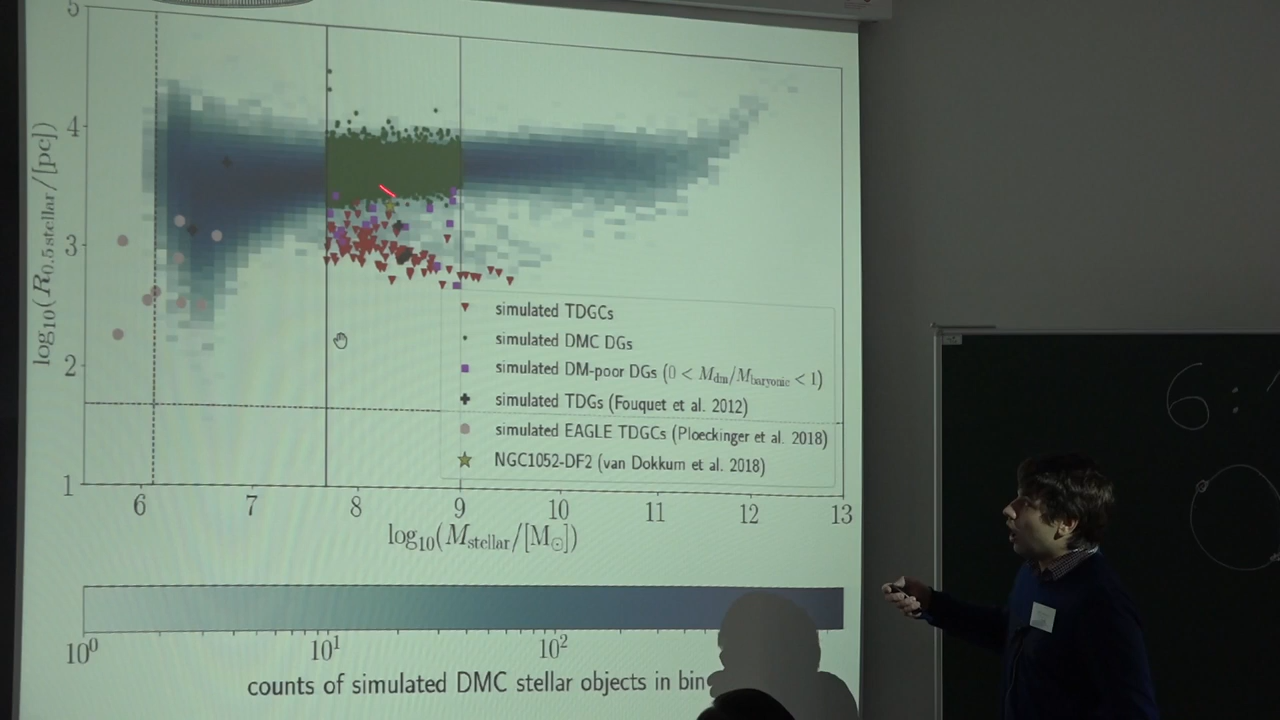 5
4
3
2
1
log10(R0.5stellar/[pc])
simulated TDGCs
simulated DMC DGs
simulated DM-poor DGs (0 < Mdm/Mbaryonic < 1)
simulated TDGs (Fouquet et al. 2012)
simulated EAGLE TDGCs (Ploeckinger et al. 2018)
NGC1052-DF2 (van Dokkum et al. 2018)
6 7 8 9 10 11 12 13
log10(Mstellar/[M⊙])
10^0 10^1 10^2
counts of simulated DMC stellar objects in bin
6: